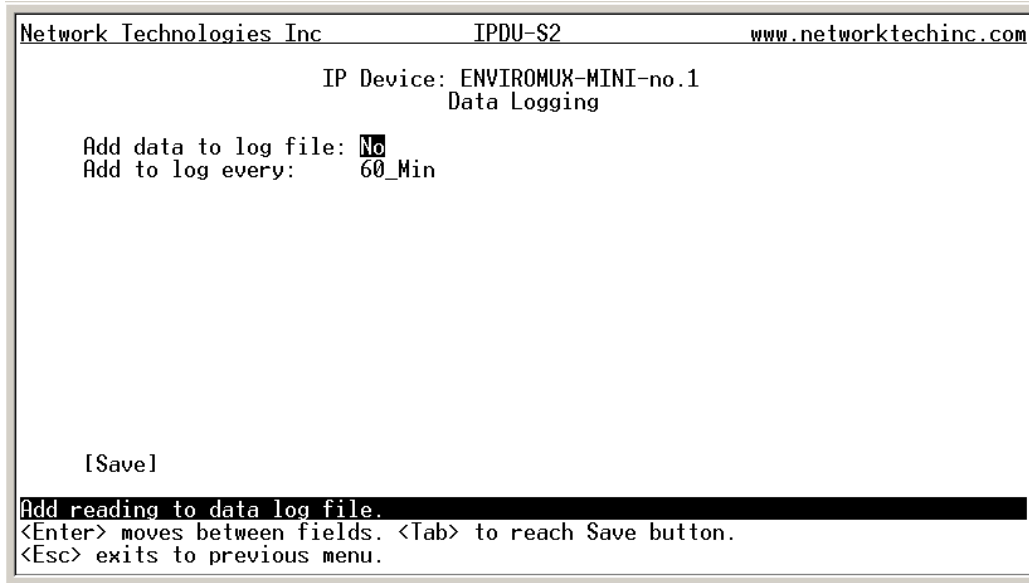 Network Technologies Inc IPDU-S2 www.networktechinc.com
IP Device: ENVIROMUX-MINI-no.1
Data Logging
Add data to log file: No
Add to log every: 60_Min
[Save]
Add reading to data log file.
<Enter> moves between fields. <Tab> to reach Save button.
<Esc> exits to previous menu.